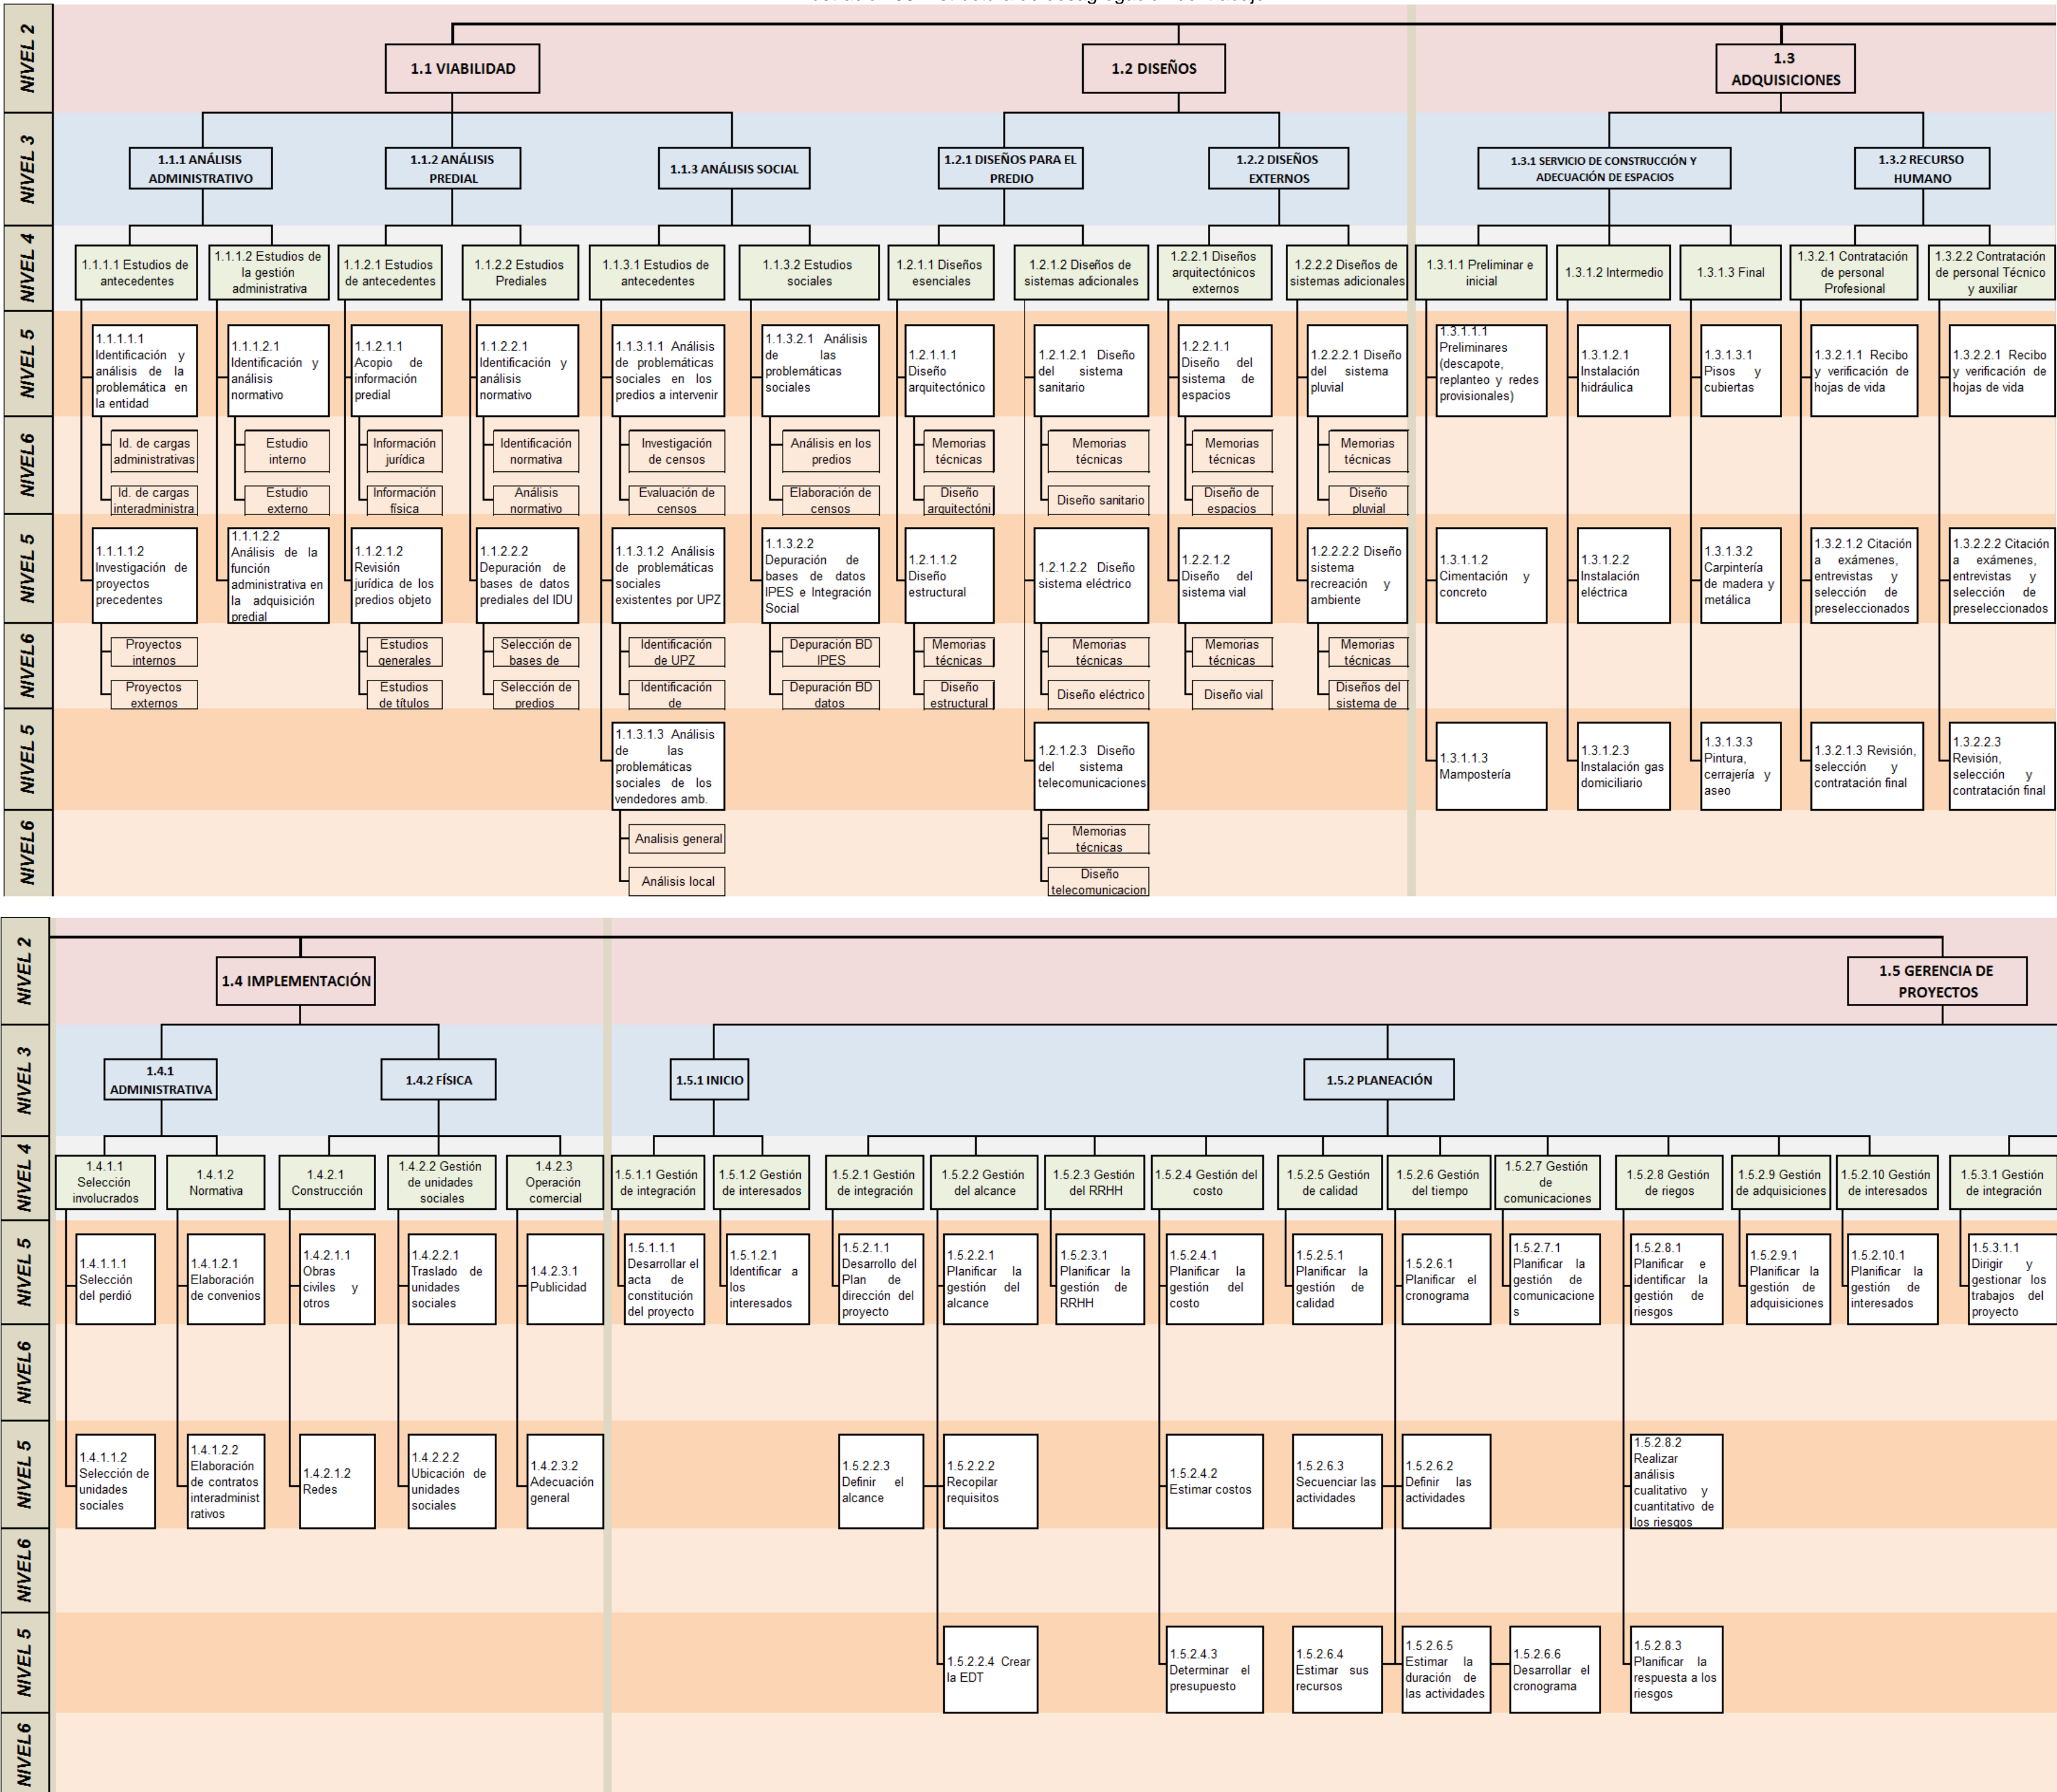 NIVEL 2
1.1 VIABILIDAD
1.2 DISEÑOS
1.3
ADQUISICIONES
NIVEL 3
1.1.1 ANÁLISIS
ADMINISTRATIVO
1.1.2 ANÁLISIS
PREDIAL
1.1.3 ANÁLISIS SOCIAL
1.2.1 DISEÑOS PARA EL
PREDIO
1.2.2 DISEÑOS
EXTERNOS
1.3.1 SERVICIO DE CONSTRUCCIÓN Y
ADECUACIÓN DE ESPACIOS
1.3.2 RECURSO
HUMANO
NIVEL 4
1.1.1.1 Estudios de
antecedentes
1.1.1.2 Estudios de
la gestión
administrativa
1.1.2.1 Estudios
de antecedentes
1.1.2.2 Estudios
Prediales
1.1.3.1 Estudios de
antecedentes
1.1.3.2 Estudios
sociales
1.2.1.1 Diseños
esenciales
1.2.1.2 Diseños de
sistemas adicionales
1.2.2.1 Diseños
arquitectónicos
externos
1.2.2.2 Diseños de
sistemas adicionales
1.3.1.1 Preliminar e
inicial
1.3.1.2 Intermedio
1.3.1.3 Final
1.3.2.1 Contratación
de personal
Profesional
1.3.2.2 Contratación
de personal Técnico
y auxiliar
NIVEL 5
1.1.1.1.1
Identificación y
análisis de la
problemática en
la entidad
1.1.1.2.1
Identificación y
análisis
normativo
1.1.2.1.1
Acopio de
información
predial
1.1.2.2.1
Identificación y
análisis
normativo
1.1.3.1.1 Análisis
de problemáticas
sociales en los
predios a intervenir
1.1.3.2.1 Análisis
de las
problemáticas
sociales
1.2.1.1.1
Diseño
arquitectónico
1.2.1.2.1 Diseño
del sistema
sanitario
1.2.2.1.1
Diseño del
sistema de
espacios
1.2.2.2.1 Diseño
del sistema
pluvial
1.3.1.1.1
Preliminares
(descapote,
replanteo y redes
provisionales)
1.3.1.2.1
Instalación
hidráulica
1.3.1.3.1
Pisos y
cubiertas
1.3.2.1.1 Recibo
y verificación de
hojas de vida
1.3.2.2.1 Recibo
y verificación de
hojas de vida
NIVEL6
Id. de cargas
administrativas
Estudio
interno
Información
jurídica
Identificación
normativa
Investigación
de censos
Análisis en los
predios
Memorias
técnicas
Memorias
técnicas
Memorias
técnicas
Memorias
técnicas
Id. de cargas
interadministra
Estudio
externo
Información
física
Análisis
normativo
Evaluación de
censos
Elaboración de
censos
Diseño
arquitectóni
Diseño sanitario
Diseño de
espacios
Diseño
pluvial
NIVEL 5
1.1.1.1.2
Investigación de
proyectos
precedentes
1.1.1.2.2
Análisis de la
función
administrativa en
la adquisición
predial
1.1.2.1.2
Revisión
jurídica de los
predios objeto
1.1.2.2.2
Depuración de
bases de datos
prediales del IDU
1.1.3.1.2 Análisis
de problemáticas
sociales
existentes por UPZ
1.1.3.2.2
Depuración de
bases de datos
IPES e Integración
Social
1.2.1.1.2
Diseño
estructural
1.2.1.2.2 Diseño
sistema eléctrico
1.2.2.1.2
Diseño del
sistema vial
1.2.2.2.2 Diseño
sistema
recreación y
ambiente
1.3.1.1.2
Cimentación y
concreto
1.3.1.2.2
Instalación
eléctrica
1.3.1.3.2
Carpintería
de madera y
metálica
1.3.2.1.2 Citación
a exámenes,
entrevistas y
selección de
preseleccionados
1.3.2.2.2 Citación
a exámenes,
entrevistas y
selección de
preseleccionados
NIVEL6
Proyectos
internos
Estudios
generales
Selección de
bases de
Identificación
de UPZ
Depuración BD
IPES
Memorias
técnicas
Memorias
técnicas
Memorias
técnicas
Memorias
técnicas
Proyectos
externos
Estudios
de títulos
Selección de
predios
Identificación
de
Depuración BD
datos
Diseño
estructural
Diseño eléctrico
Diseño vial
Diseños del
sistema de
NIVEL 5
1.1.3.1.3 Análisis
de las
problemáticas
sociales de los
vendedores amb.
1.2.1.2.3 Diseño
del sistema
telecomunicaciones
1.3.1.1.3
Mampostería
1.3.1.2.3
Instalación gas
domiciliario
1.3.1.3.3
Pintura,
cerrajería y
aseo
1.3.2.1.3 Revisión,
selección y
contratación final
1.3.2.2.3
Revisión,
selección y
contratación final
NIVEL6
Analisis general
Memorias
técnicas
Análisis local
Diseño
telecomunicacion
NIVEL 2
1.4 IMPLEMENTACIÓN
1.5 GERENCIA DE
PROYECTOS
NIVEL 3
1.4.1
ADMINISTRATIVA
1.4.2 FÍSICA
1.5.1 INICIO
1.5.2 PLANEACIÓN
NIVEL 4
1.4.1.1
Selección
involucrados
1.4.1.2
Normativa
1.4.2.1
Construcción
1.4.2.2 Gestión
de unidades
sociales
1.4.2.3
Operación
comercial
1.5.1.1 Gestión
de integración
1.5.1.2 Gestión
de interesados
1.5.2.1 Gestión
de integración
1.5.2.2 Gestión
del alcance
1.5.2.3 Gestión
del RRHH
1.5.2.4 Gestión del
costo
1.5.2.5 Gestión
de calidad
1.5.2.6 Gestión
del tiempo
1.5.2.7 Gestión
de
comunicaciones
1.5.2.8 Gestión
de riegos
1.5.2.9 Gestión
de adquisiciones
1.5.2.10 Gestión
de interesados
1.5.3.1 Gestión
de integración
NIVEL 5
1.4.1.1.1
Selección
del perdió
1.4.1.2.1
Elaboración
de convenios
1.4.2.1.1
Obras
civiles y
otros
1.4.2.2.1
Traslado de
unidades
sociales
1.4.2.3.1
Publicidad
1.5.1.1.1
Desarrollar el
acta de
constitución
del proyecto
1.5.1.2.1
Identificar a
los
interesados
1.5.2.1.1
Desarrollo del
Plan de
dirección del
proyecto
1.5.2.2.1
Planificar la
gestión del
alcance
1.5.2.3.1
Planificar la
gestión de
RRHH
1.5.2.4.1
Planificar la
gestión del
costo
1.5.2.5.1
Planificar la
gestión de
calidad
1.5.2.6.1
Planificar el
cronograma
1.5.2.7.1
Planificar la
gestión de
comunicacione
s
1.5.2.8.1
Planificar e
identificar la
gestión de
riesgos
1.5.2.9.1
Planificar la
gestión de
adquisiciones
1.5.2.10.1
Planificar la
gestión de
interesados
1.5.3.1.1
Dirigir y
gestionar los
trabajos del
proyecto
NIVEL6
NIVEL 5
1.4.1.1.2
Selección de
unidades
sociales
1.4.1.2.2
Elaboración
de contratos
interadminist
rativos
1.4.2.1.2
Redes
1.4.2.2.2
Ubicación de
unidades
sociales
1.4.2.3.2
Adecuación
general
1.5.2.2.3
Definir el
alcance
1.5.2.2.2
Recopilar
requisitos
1.5.2.4.2
Estimar costos
1.5.2.6.3
Secuenciar las
actividades
1.5.2.6.2
Definir las
actividades
1.5.2.8.2
Realizar
análisis
cualitativo y
cuantitativo de
los riesgos
NIVEL6
NIVEL 5
1.5.2.2.4 Crear
la EDT
1.5.2.4.3
Determinar el
presupuesto
1.5.2.6.4
Estimar sus
recursos
1.5.2.6.5
Estimar la
duración de
las actividades
1.5.2.6.6
Desarrollar el
cronograma
1.5.2.8.3
Planificar la
respuesta a los
riesgos
NIVEL6